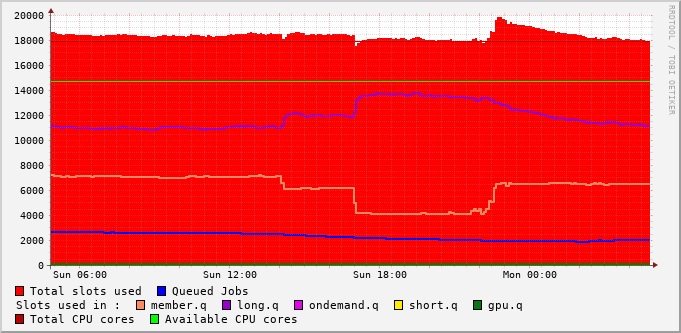 20000
18000
16000
14000
12000
10000
8000
6000
4000
2000
0
Sun 06:00 Sun 12:00 Sun 18:00 Mon 00:00
Total slots used Queued Jobs
Slots used in : member.q long.q ondemand.q short.q gpu.q
Total CPU cores Available CPU cores
RRDTOOL / TOBI OETIKER